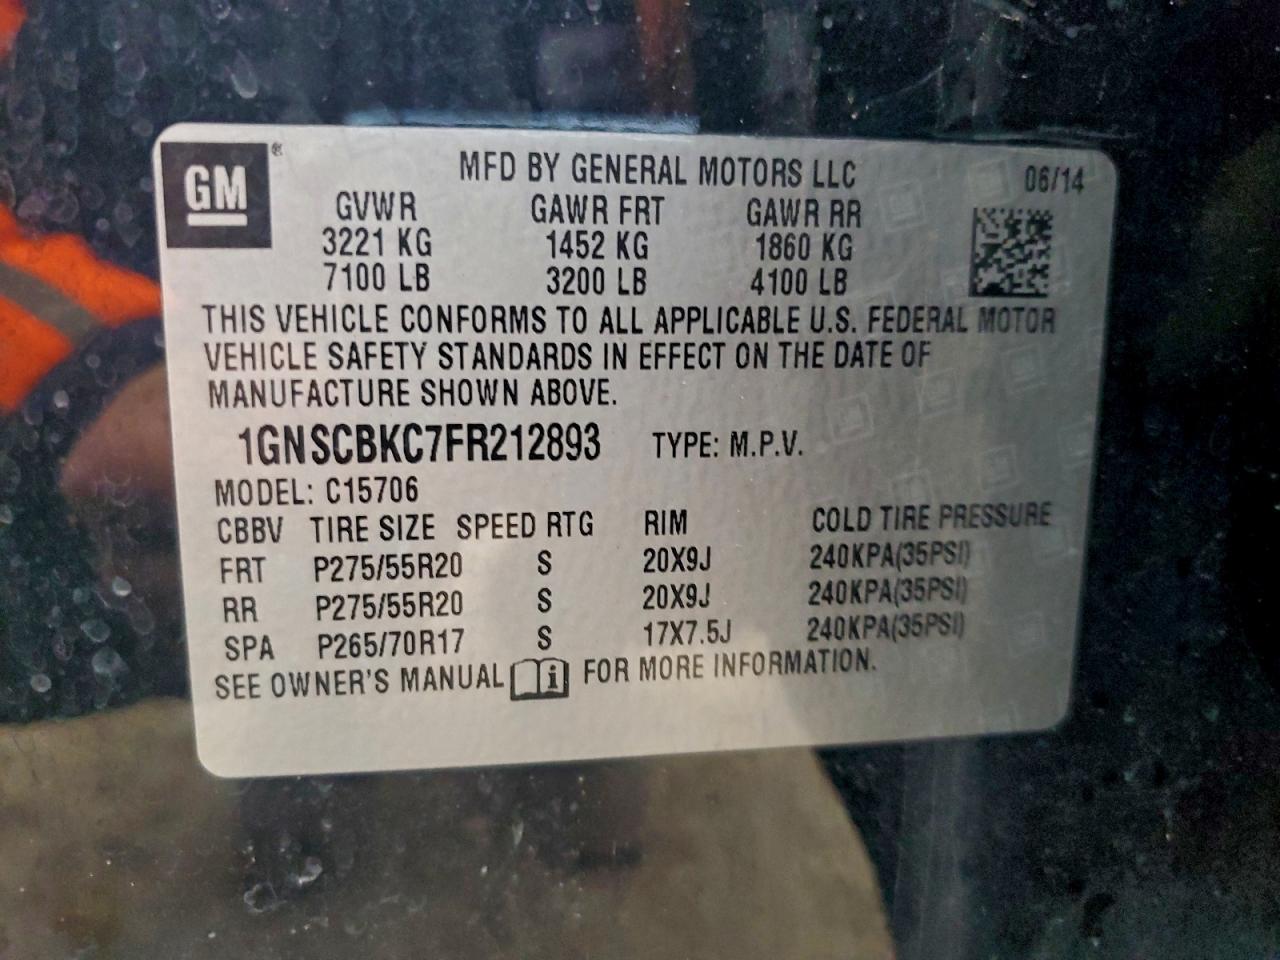 GM ®
MFD BY GENERAL MOTORS LLC 06/14
GVWR GAWR FRT GAWR RR
3221 KG 1452 KG 1860 KG
7100 LB 3200 LB 4100 LB
THIS VEHICLE CONFORMS TO ALL APPLICABLE U.S. FEDERAL MOTOR
VEHICLE SAFETY STANDARDS IN EFFECT ON THE DATE OF
MANUFACTURE SHOWN ABOVE.
1GNSCBKC7FR212893 TYPE: M.P.V.
MODEL: C15706
CBBV TIRE SIZE SPEED RTG RIM COLD TIRE PRESSURE
FRT P275/55R20 S 20X9J 240KPA(35PSI)
RR P275/55R20 S 20X9J 240KPA(35PSI)
SPA P265/70R17 S 17X7.5J 240KPA(35PSI)
SEE OWNER'S MANUAL i FOR MORE INFORMATION.